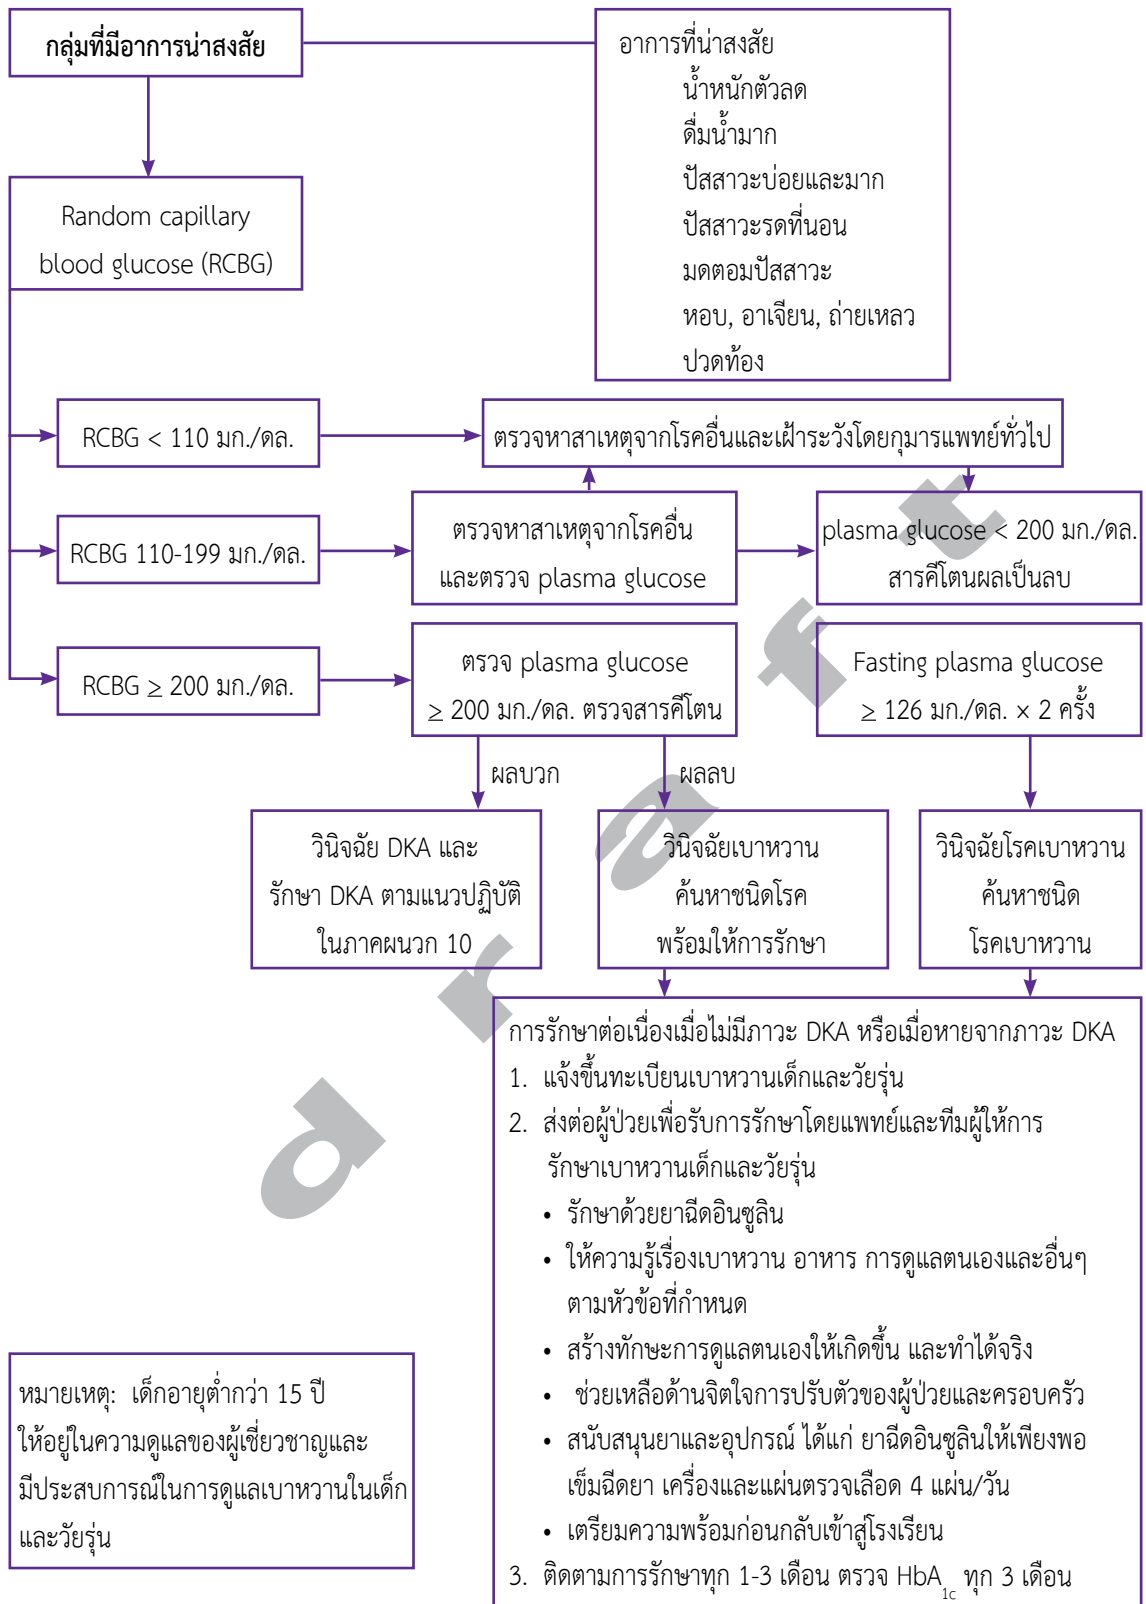 กลุ่มที่มีอาการน่าสงสัย
อาการที่น่าสงสัย
น้ำหนักตัวลด
ดื่มน้ำมาก
ปัสสาวะบ่อยและมาก
ปัสสาวะรดที่นอน
มดตอมปัสสาวะ
หอบ, อาเจียน, ถ่ายเหลว
ปวดท้อง
Random capillary
blood glucose (RCBG)
RCBG < 110 มก./ดล.
ตรวจหาสาเหตุจากโรคอื่นและเฝ้าระวังโดยกุมารแพทย์ทั่วไป
RCBG 110-199 มก./ดล.
ตรวจหาสาเหตุจากโรคอื่น
และตรวจ plasma glucose
plasma glucose < 200 มก./ดล.
สารคีโตนผลเป็นลบ
RCBG ≥ 200 มก./ดล.
ตรวจ plasma glucose
≥ 200 มก./ดล. ตรวจสารคีโตน
Fasting plasma glucose
≥ 126 มก./ดล. × 2 ครั้ง
ผลบวก
ผลลบ
วินิจฉัย DKA และ
รักษา DKA ตามแนวปฏิบัติ
ในภาคผนวก 10
วินิจฉัยเบาหวาน
ค้นหาชนิดโรค
พร้อมให้การรักษา
วินิจฉัยโรคเบาหวาน
ค้นหาชนิด
โรคเบาหวาน
การรักษาต่อเนื่องเมื่อไม่มีภาวะ DKA หรือเมื่อหายจากภาวะ DKA
1. แจ้งขึ้นทะเบียนเบาหวานเด็กและวัยรุ่น
2. ส่งต่อผู้ป่วยเพื่อรับการรักษาโดยแพทย์และทีมผู้ให้การ
รักษาเบาหวานเด็กและวัยรุ่น
• รักษาด้วยยาฉีดอินซูลิน
• ให้ความรู้เรื่องเบาหวาน อาหาร การดูแลตนเองและอื่นๆ
ตามหัวข้อที่กำหนด
• สร้างทักษะการดูแลตนเองให้เกิดขึ้น และทำได้จริง
• ช่วยเหลือด้านจิตใจการปรับตัวของผู้ป่วยและครอบครัว
• สนับสนุนยาและอุปกรณ์ ได้แก่ ยาฉีดอินซูลินให้เพียงพอ
เข็มฉีดยา เครื่องและแผ่นตรวจเลือด 4 แผ่น/วัน
• เตรียมความพร้อมก่อนกลับเข้าสู่โรงเรียน
3. ติดตามการรักษาทุก 1-3 เดือน ตรวจ HbA1c ทุก 3 เดือน
หมายเหตุ: เด็กอายุต่ำกว่า 15 ปี
ให้อยู่ในความดูแลของผู้เชี่ยวชาญและ
มีประสบการณ์ในการดูแลเบาหวานในเด็ก
และวัยรุ่น
draft